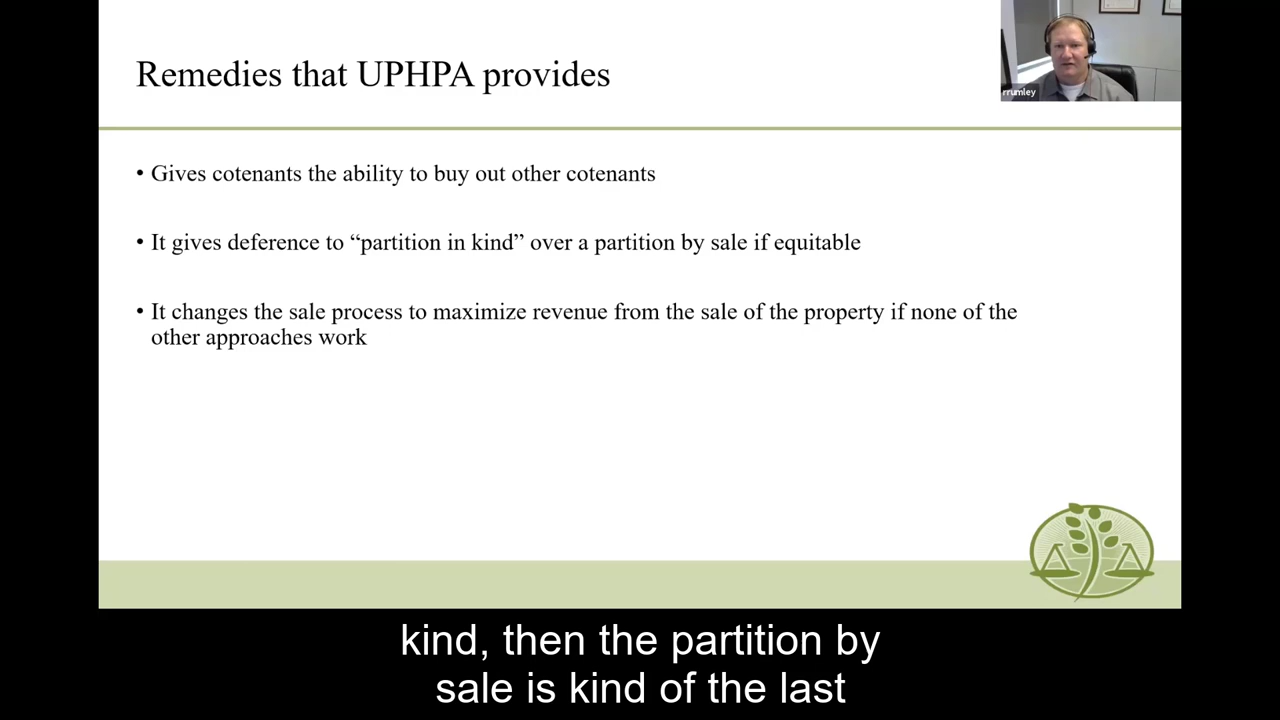 Remedies that UPHPA provides
rrumley
• Gives cotenants the ability to buy out other cotenants
• It gives deference to “partition in kind” over a partition by sale if equitable
• It changes the sale process to maximize revenue from the sale of the property if none of the
other approaches work
kind, then the partition by
sale is kind of the last